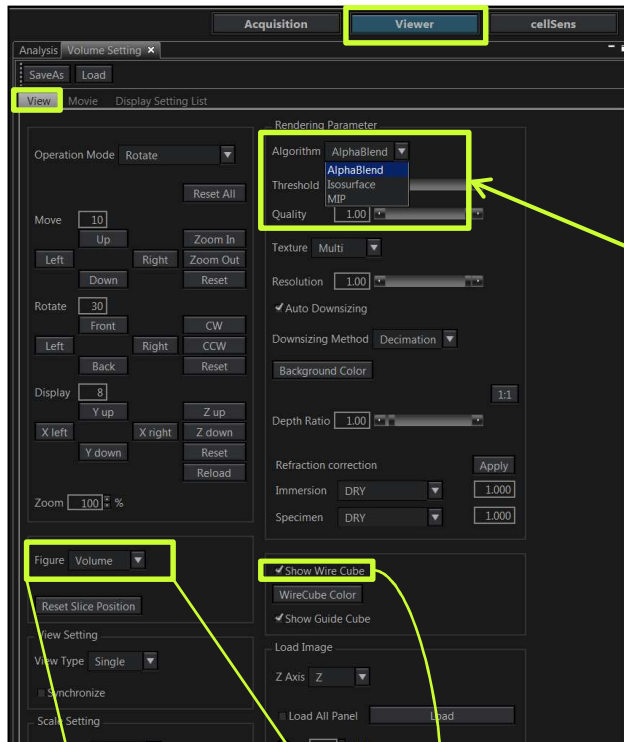 Acquisition Viewer cellSens
Analysis Volume Setting ×
SaveAs Load
View Movie Display Setting List
Operation Mode Rotate
Reset All
Move 10
Up Zoom In
Left Right Zoom Out
Down Reset
Rotate 30
Front CW
Left Right CCW
Back Reset
Display 8
Y up Z up
X left X right Z down
Y down Reset
Reload
Zoom 100 %
Figure Volume
Reset Slice Position
View Setting
View Type Single
Synchronize
Scale Setting
Rendering Parameter
Algorithm AlphaBlend
AlphaBlend
Threshold Isosurface
MIP
Quality 1.00
Texture Multi
Resolution 1.00
Auto Downsizing
Downsizing Method Decimation
Background Color
1:1
Depth Ratio 1.00
Refraction correction Apply
Immersion DRY 1.000
Specimen DRY 1.000
Show Wire Cube
WireCube Color
Show Guide Cube
Load Image
Z Axis Z
Load All Panel Load